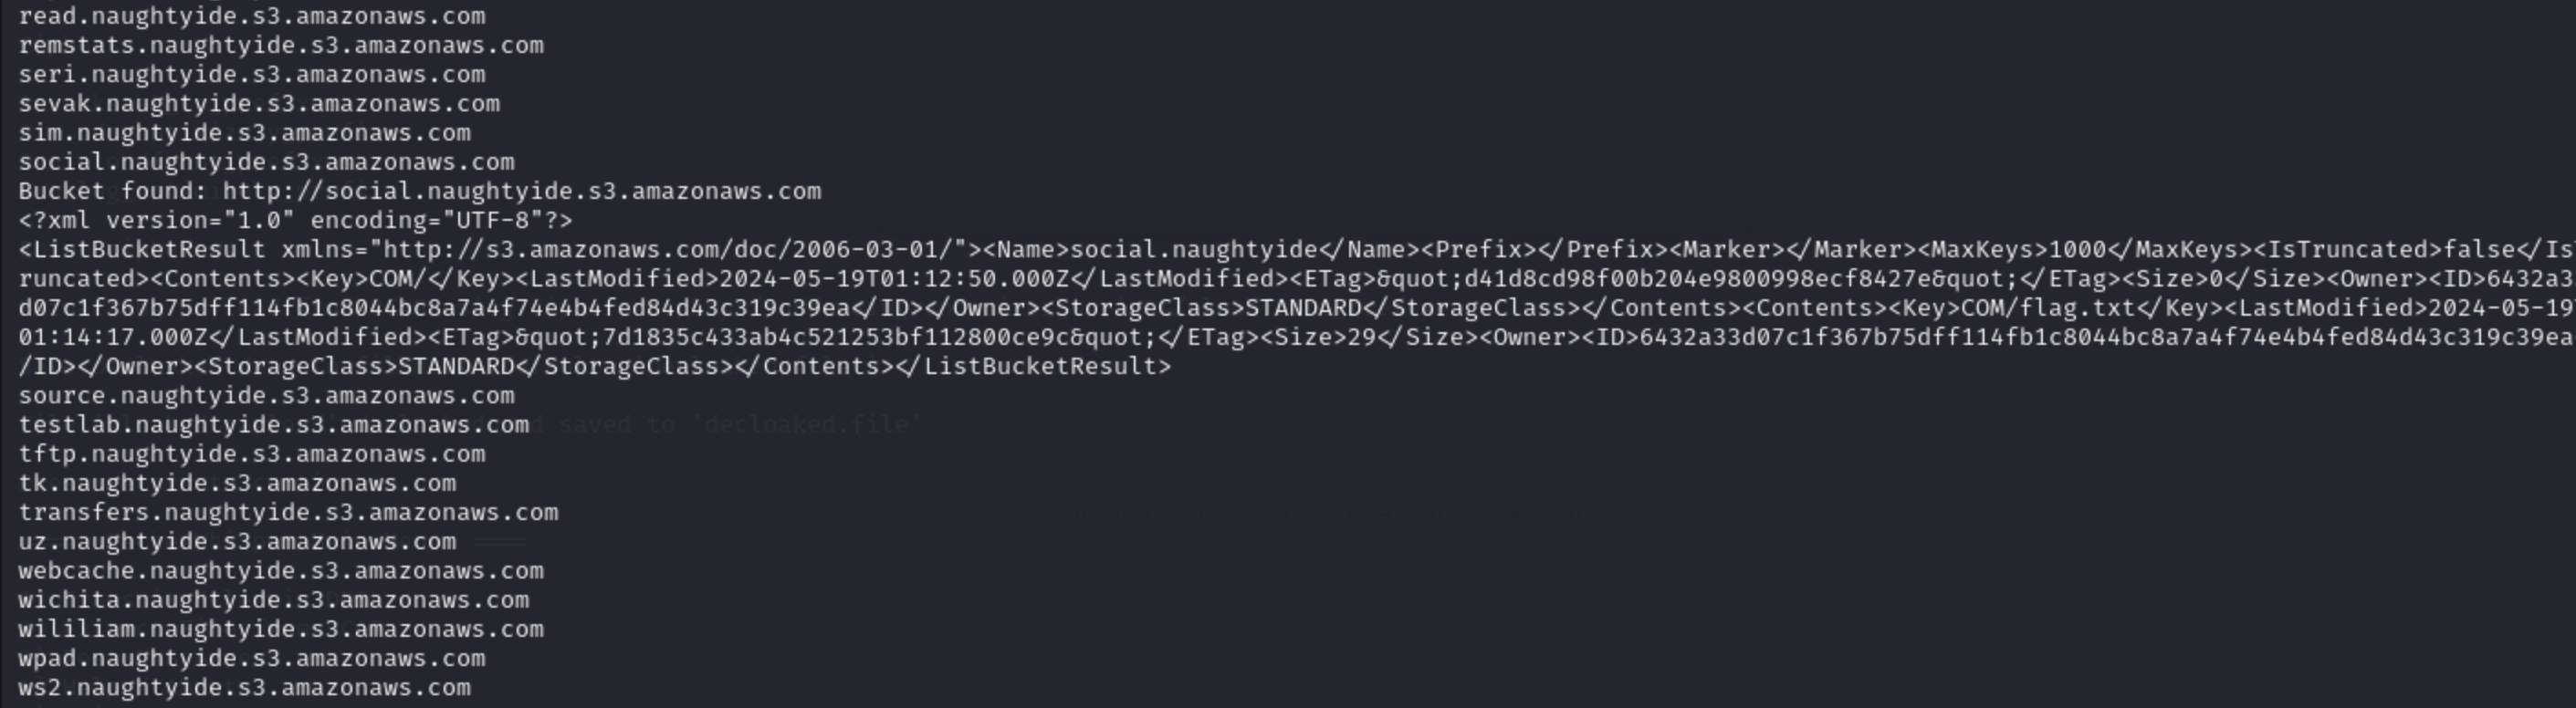 read.naughtyide.s3.amazonaws.com
remstats.naughtyide.s3.amazonaws.com
seri.naughtyide.s3.amazonaws.com
sevak.naughtyide.s3.amazonaws.com
sim.naughtyide.s3.amazonaws.com
social.naughtyide.s3.amazonaws.com
Bucket found: http://social.naughtyide.s3.amazonaws.com
<?xml version="1.0" encoding="UTF-8"?>
<ListBucketResult xmlns="http://s3.amazonaws.com/doc/2006-03-01/"><Name>social.naughtyide</Name><Prefix></Prefix><Marker></Marker><MaxKeys>1000</MaxKeys><IsTruncated>false</Is
runcated><Contents><Key>COM/</Key><LastModified>2024-05-19T01:12:50.000Z</LastModified><ETag>&quot;d41d8cd98f00b204e9800998ecf8427e&quot;</ETag><Size>0</Size><Owner><ID>6432a3
d07c1f367b75dff114fb1c8044bc8a7a4f74e4b4fed84d43c319c39ea</ID></Owner><StorageClass>STANDARD</StorageClass></Contents><Contents><Key>COM/flag.txt</Key><LastModified>2024-05-19
01:14:17.000Z</LastModified><ETag>&quot;7d1835c433ab4c521253bf112800ce9c&quot;</ETag><Size>29</Size><Owner><ID>6432a33d07c1f367b75dff114fb1c8044bc8a7a4f74e4b4fed84d43c319c39ea
/ID></Owner><StorageClass>STANDARD</StorageClass></Contents></ListBucketResult>
source.naughtyide.s3.amazonaws.com
testlab.naughtyide.s3.amazonaws.com saved to 'decloaked.file'
tftp.naughtyide.s3.amazonaws.com
tk.naughtyide.s3.amazonaws.com
transfers.naughtyide.s3.amazonaws.com
uz.naughtyide.s3.amazonaws.com
webcache.naughtyide.s3.amazonaws.com
wichita.naughtyide.s3.amazonaws.com
wililiam.naughtyide.s3.amazonaws.com
wpad.naughtyide.s3.amazonaws.com
ws2.naughtyide.s3.amazonaws.com